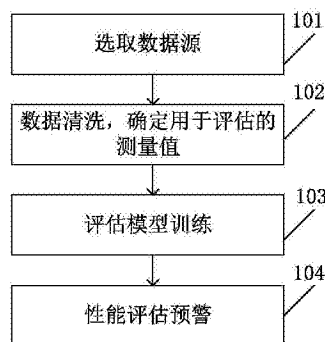 101
选取数据源
102
数据清洗，确定用于评估的
测量值
103
评估模型训练
104
性能评估预警